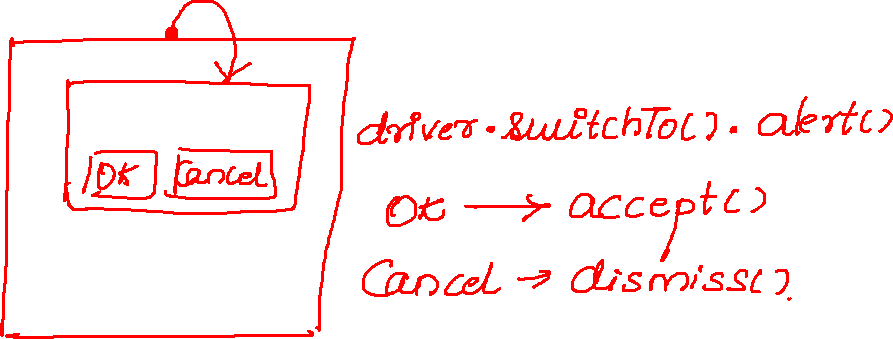 OK Cancel
driver.switchTo().alert()
OK → accept()
Cancel → dismiss().